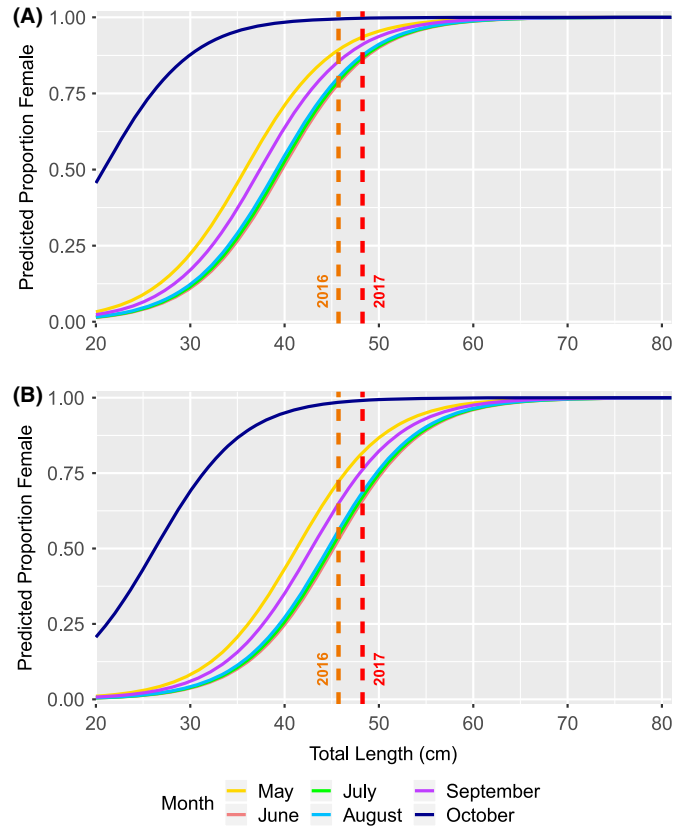 (A)
1.00
0.75
0.50
0.25
0.00
Predicted Proportion Female
2016
2017
20 30 40 50 60 70 80
(B)
1.00
0.75
0.50
0.25
0.00
Predicted Proportion Female
2016
2017
20 30 40 50 60 70 80
Total Length (cm)
Month
May July September
June August October